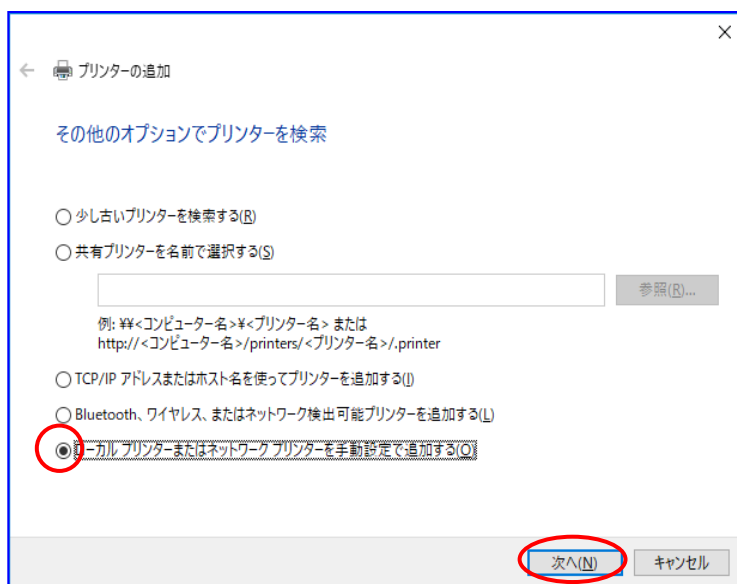 プリンターの追加
その他のオプションでプリンターを検索
少し古いプリンターを検索する(R)
共有プリンターを名前で選択する(S)
参照(R)...
例: ¥¥<コンピューター名>¥<プリンター名> または
http://<コンピューター名>/printers/<プリンター名>/.printer
TCP/IP アドレスまたはホスト名を使ってプリンターを追加する(I)
Bluetooth、ワイヤレス、またはネットワーク検出可能プリンターを追加する(L)
ローカル プリンターまたはネットワーク プリンターを手動設定で追加する(O)
次へ(N)
キャンセル